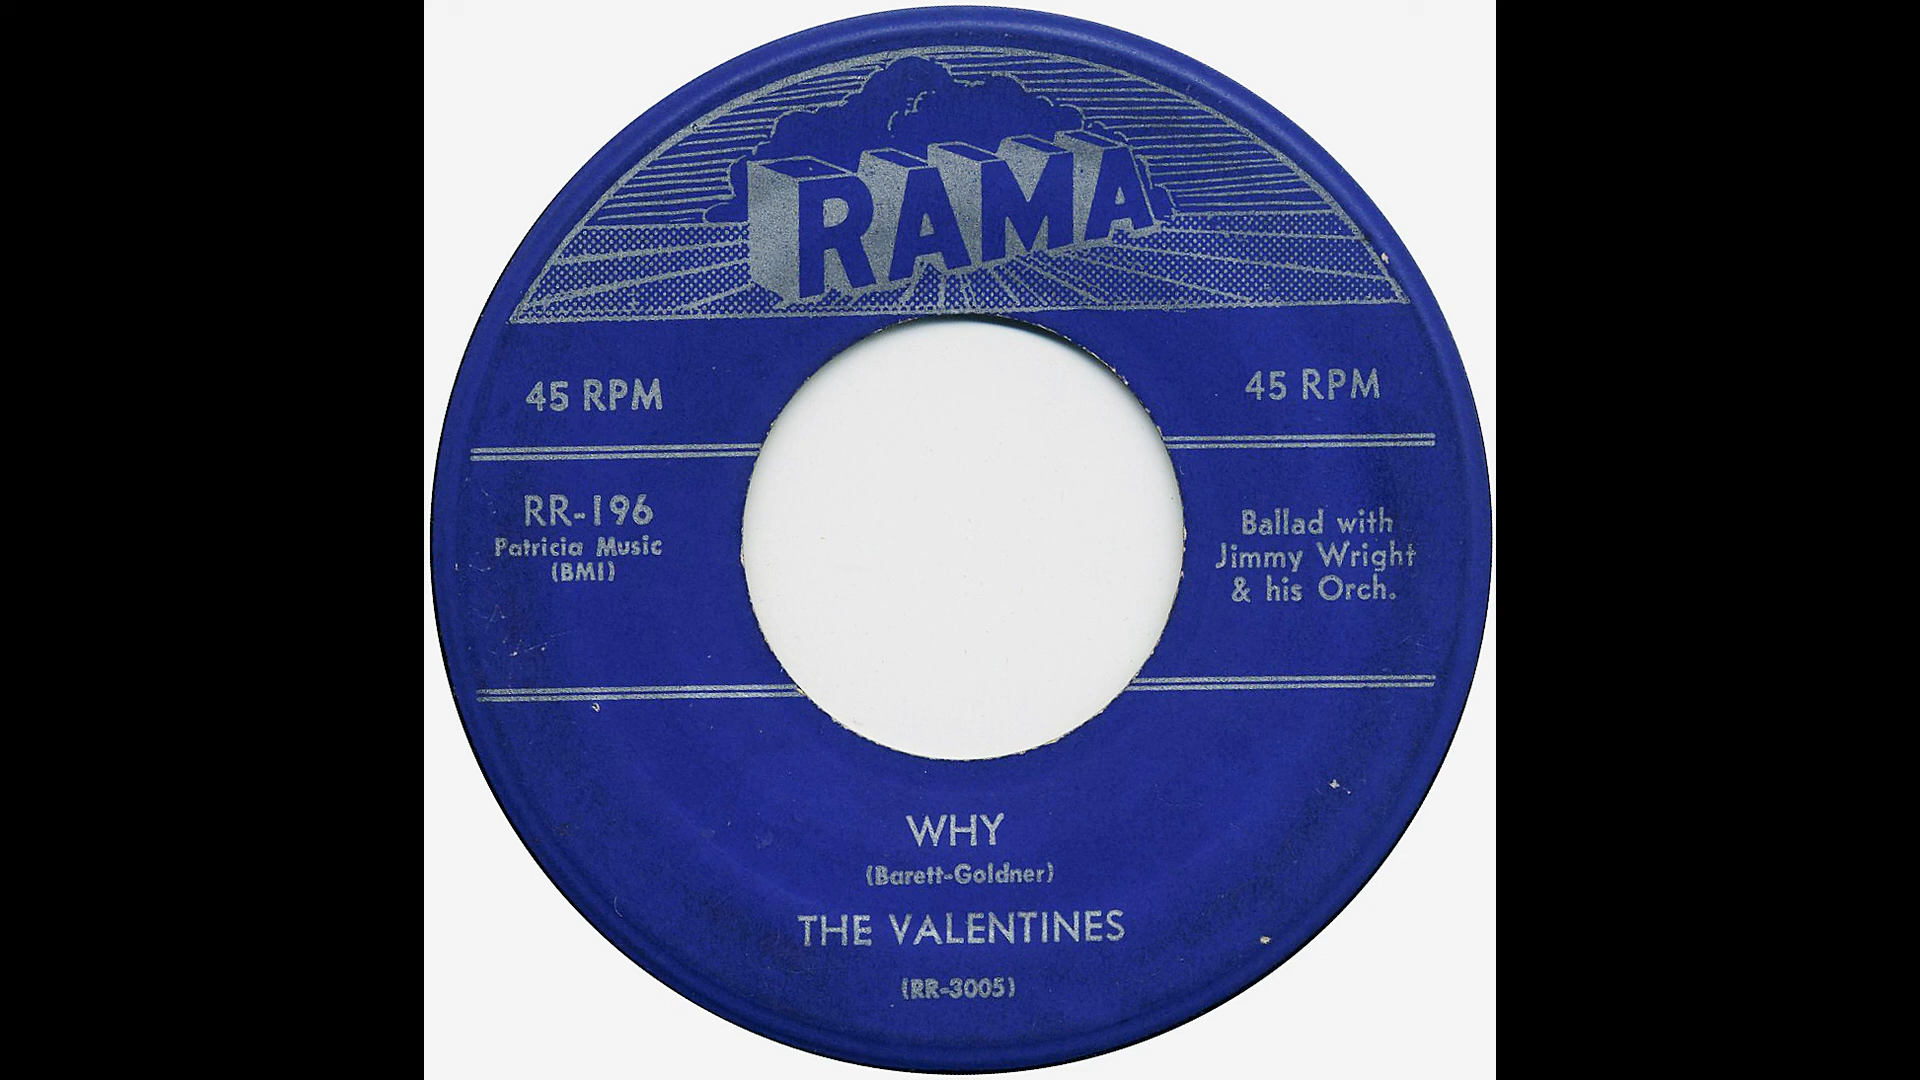 RAMA
45 RPM
45 RPM
RR-196
Patricia Music
(BMI)
Ballad with
Jimmy Wright
& his Orch.
WHY
(Barett-Goldner)
THE VALENTINES
(RR-3005)